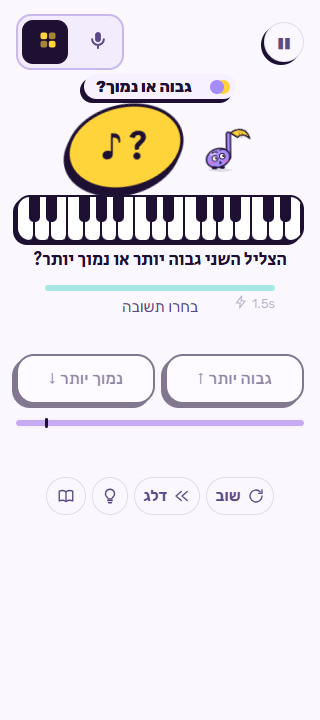 גבוה או נמוך?
♪?
הצליל השני גבוה יותר או נמוך יותר?
1.5s
בחרו תשובה
גבוה יותר ↑
נמוך יותר ↓
שוב
דלג